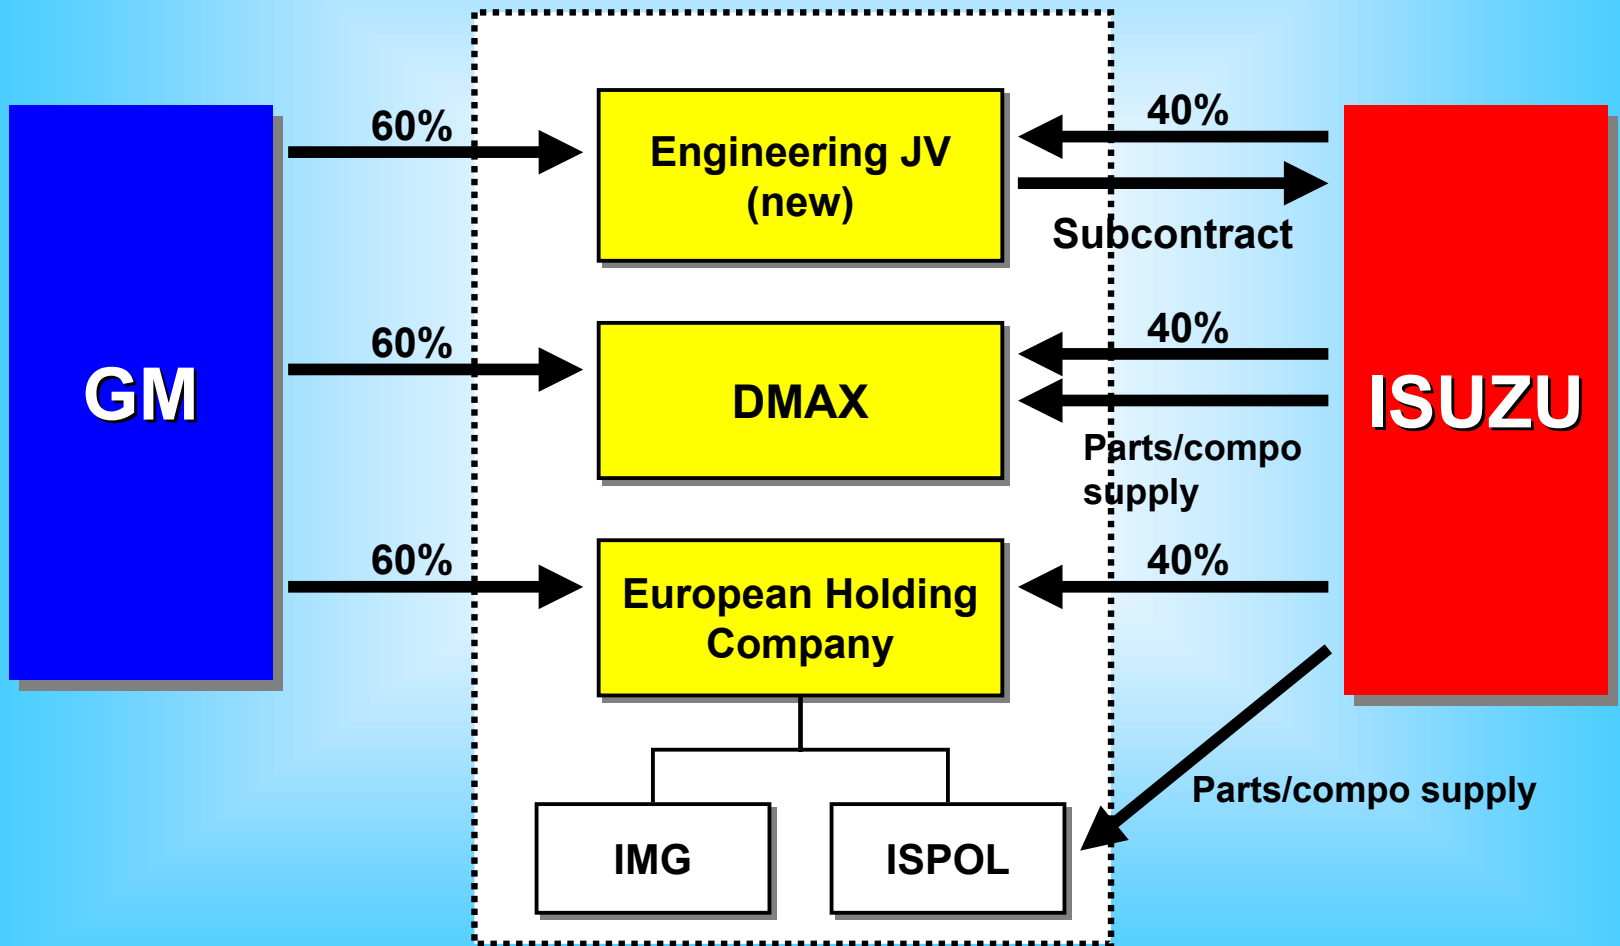 60%
40%
Engineering JV
(new)
Subcontract
60%
40%
GM
DMAX
ISUZU
Parts/compo
supply
60%
40%
European Holding
Company
Parts/compo supply
IMG
ISPOL